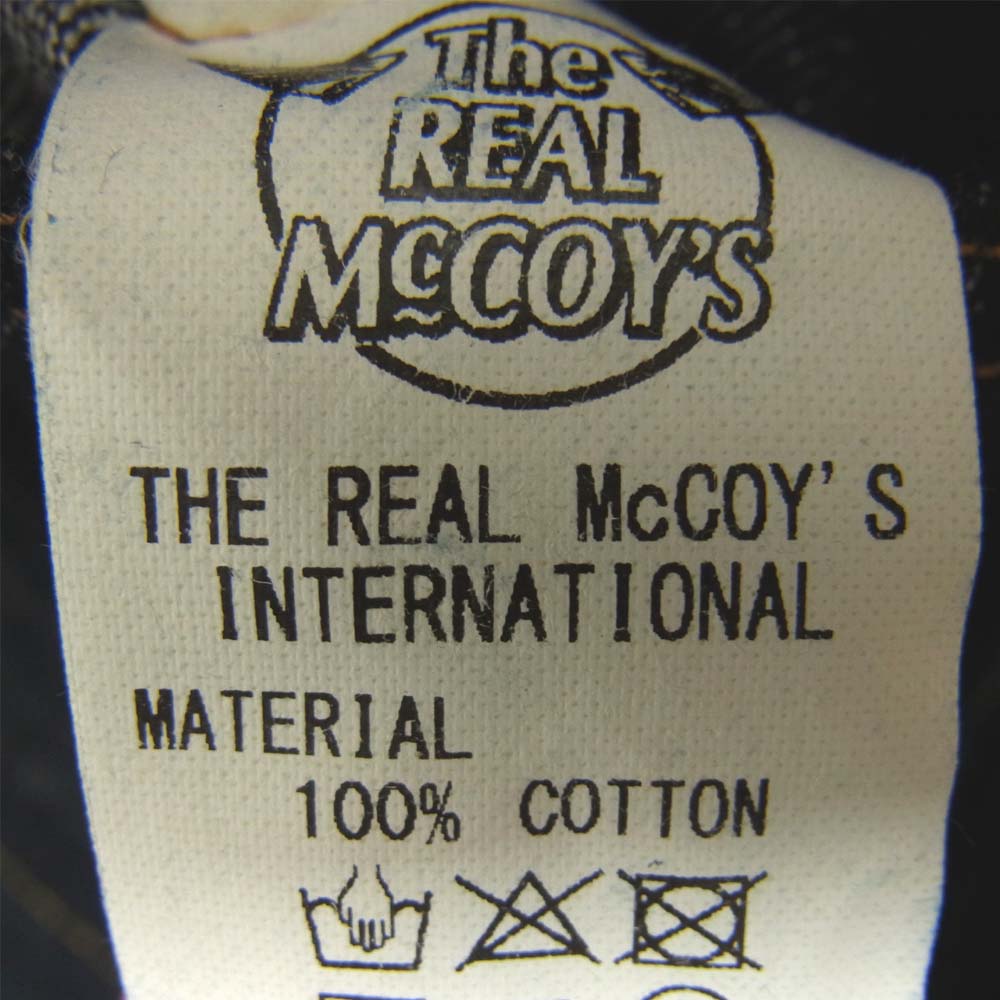 The
REAL
McCOY'S
THE REAL McCOY'S
INTERNATIONAL
MATERIAL
100% COTTON